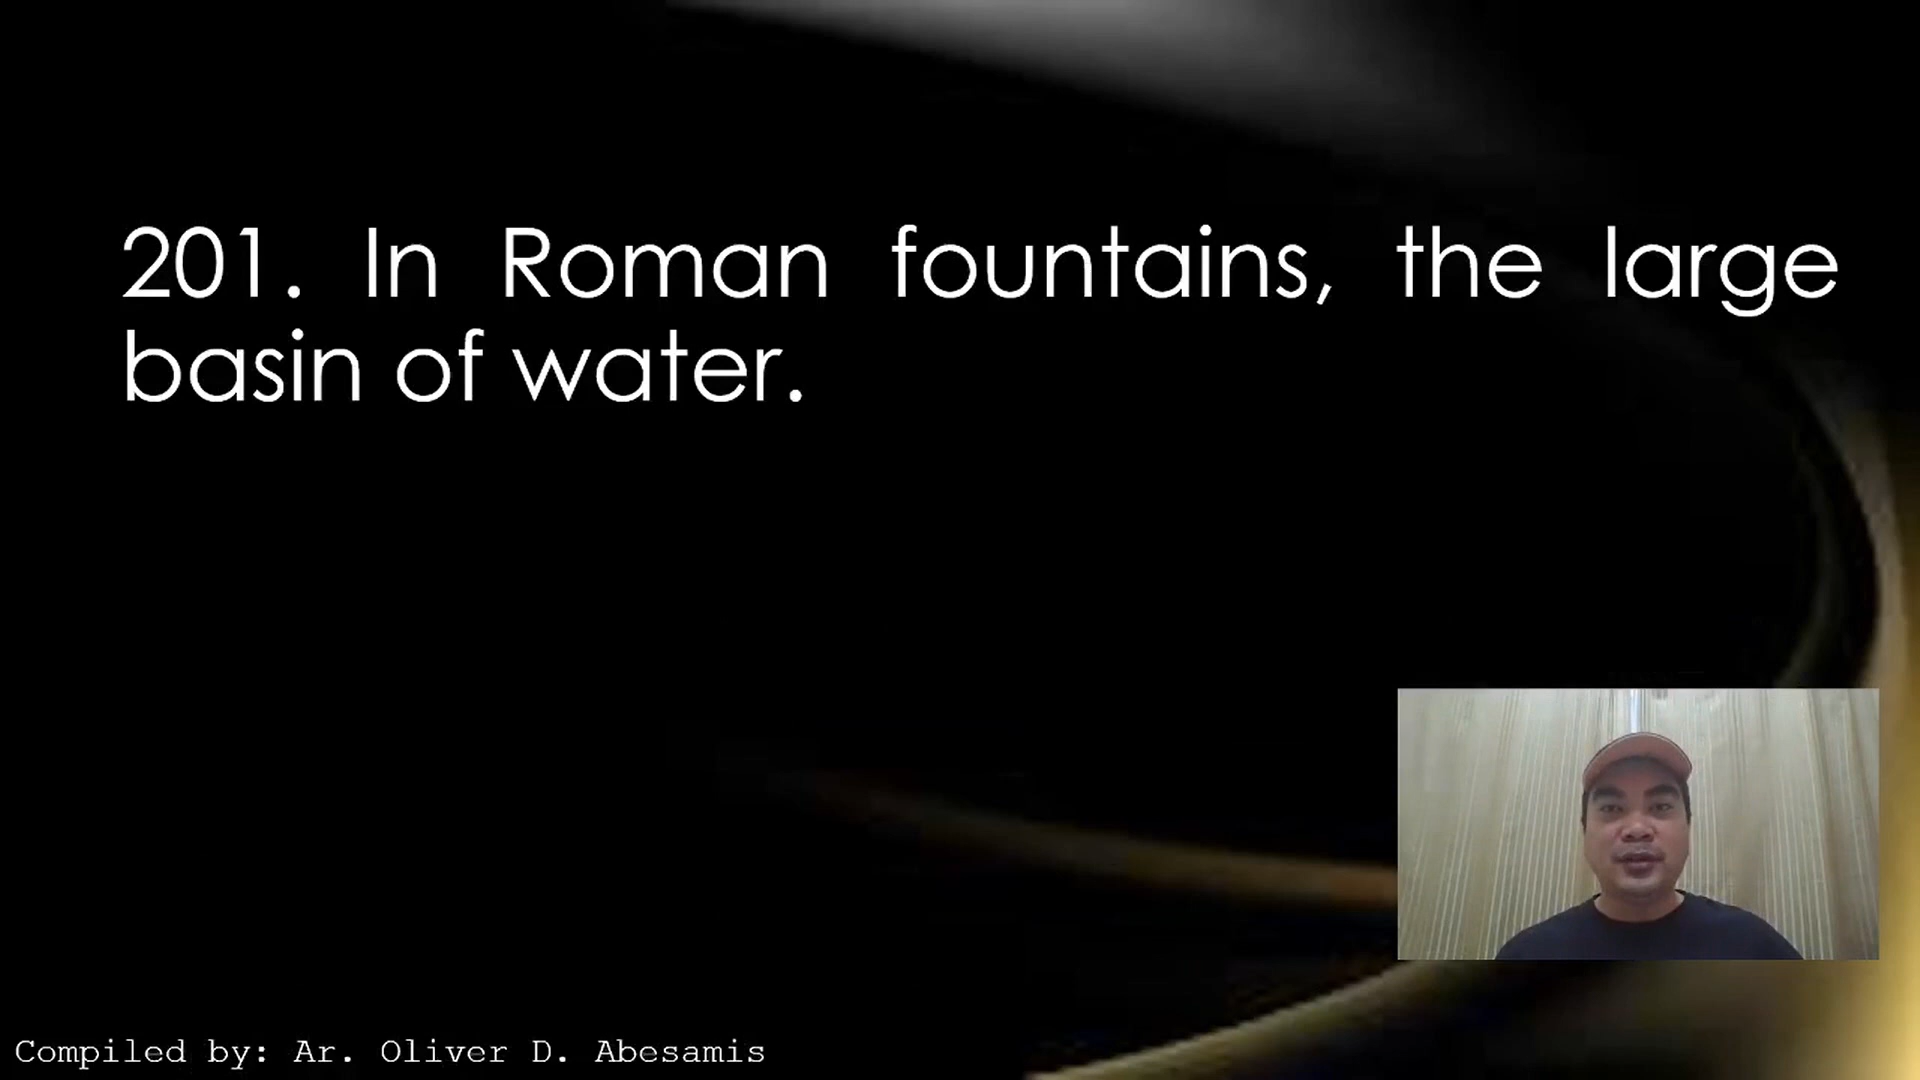 201. In Roman fountains, the large
basin of water.
Compiled by: Ar. Oliver D. Abesamis